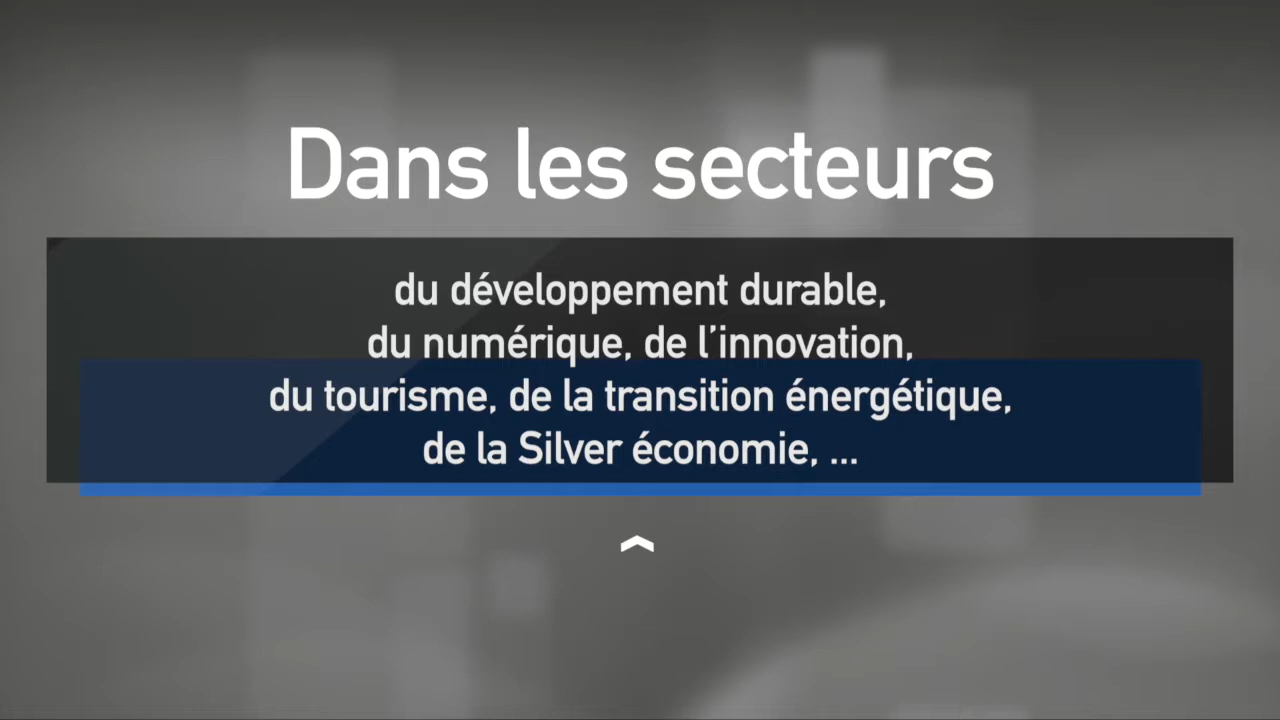 Dans les secteurs
du développement durable,
du numérique, de l’innovation,
du tourisme, de la transition énergétique,
de la Silver économie, ...